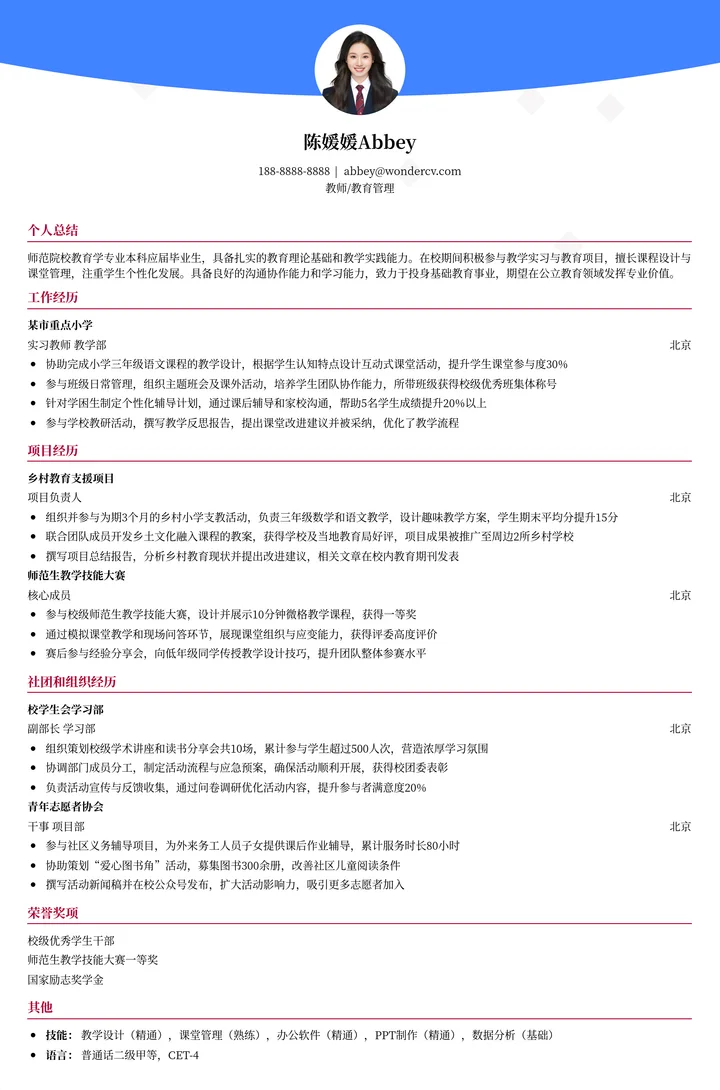 陈媛媛Abbey
188-8888-8888 | abbey@wondercv.com
教师/教育管理
个人总结
师范院校教育学专业本科应届毕业生，具备扎实的教育理论基础和教学实践能力。在校期间积极参与教学实习与教育项目，擅长课程设计与
课堂管理，注重学生个性化发展。具备良好的沟通协作能力和学习能力，致力于投身基础教育事业，期望在公立教育领域发挥专业价值。
工作经历
某市重点小学
实习教师 教学部 北京
• 协助完成小学三年级语文课程的教学设计，根据学生认知特点设计互动式课堂活动，提升学生课堂参与度30%
• 参与班级日常管理，组织主题班会及课外活动，培养学生团队协作能力，所带班级获得校级优秀班集体称号
• 针对学困生制定个性化辅导计划，通过课后辅导和家校沟通，帮助5名学生成绩提升20%以上
• 参与学校教研活动，撰写教学反思报告，提出课堂改进建议并被采纳，优化了教学流程
项目经历
乡村教育支援项目
项目负责人 北京
• 组织并参与为期3个月的乡村小学支教活动，负责三年级数学和语文教学，设计趣味教学方案，学生期末平均分提升15分
• 联合团队成员开发乡土文化融入课程的教案，获得学校及当地教育局好评，项目成果被推广至周边2所乡村学校
• 撰写项目总结报告，分析乡村教育现状并提出改进建议，相关文章在校内教育期刊发表
师范生教学技能大赛
核心成员 北京
• 参与校级师范生教学技能大赛，设计并展示10分钟微格教学课程，获得一等奖
• 通过模拟课堂教学和现场问答环节，展现课堂组织与应变能力，获得评委高度评价
• 赛后参与经验分享会，向低年级同学传授教学设计技巧，提升团队整体参赛水平
社团和组织经历
校学生会学习部
副部长 学习部 北京
• 组织策划校级学术讲座和读书分享会共10场，累计参与学生超过500人次，营造浓厚学习氛围
• 协调部门成员分工，制定活动流程与应急预案，确保活动顺利开展，获得校团委表彰
• 负责活动宣传与反馈收集，通过问卷调研优化活动内容，提升参与者满意度20%
青年志愿者协会
干事 项目部 北京
• 参与社区义务辅导项目，为外来务工人员子女提供课后作业辅导，累计服务时长80小时
• 协助策划“爱心图书角”活动，募集图书300余册，改善社区儿童阅读条件
• 撰写活动新闻稿并在校公众号发布，扩大活动影响力，吸引更多志愿者加入
荣誉奖项
校级优秀学生干部
师范生教学技能大赛一等奖
国家励志奖学金
其他
• 技能： 教学设计（精通），课堂管理（熟练），办公软件（精通），PPT制作（精通），数据分析（基础）
• 语言： 普通话二级甲等，CET-4